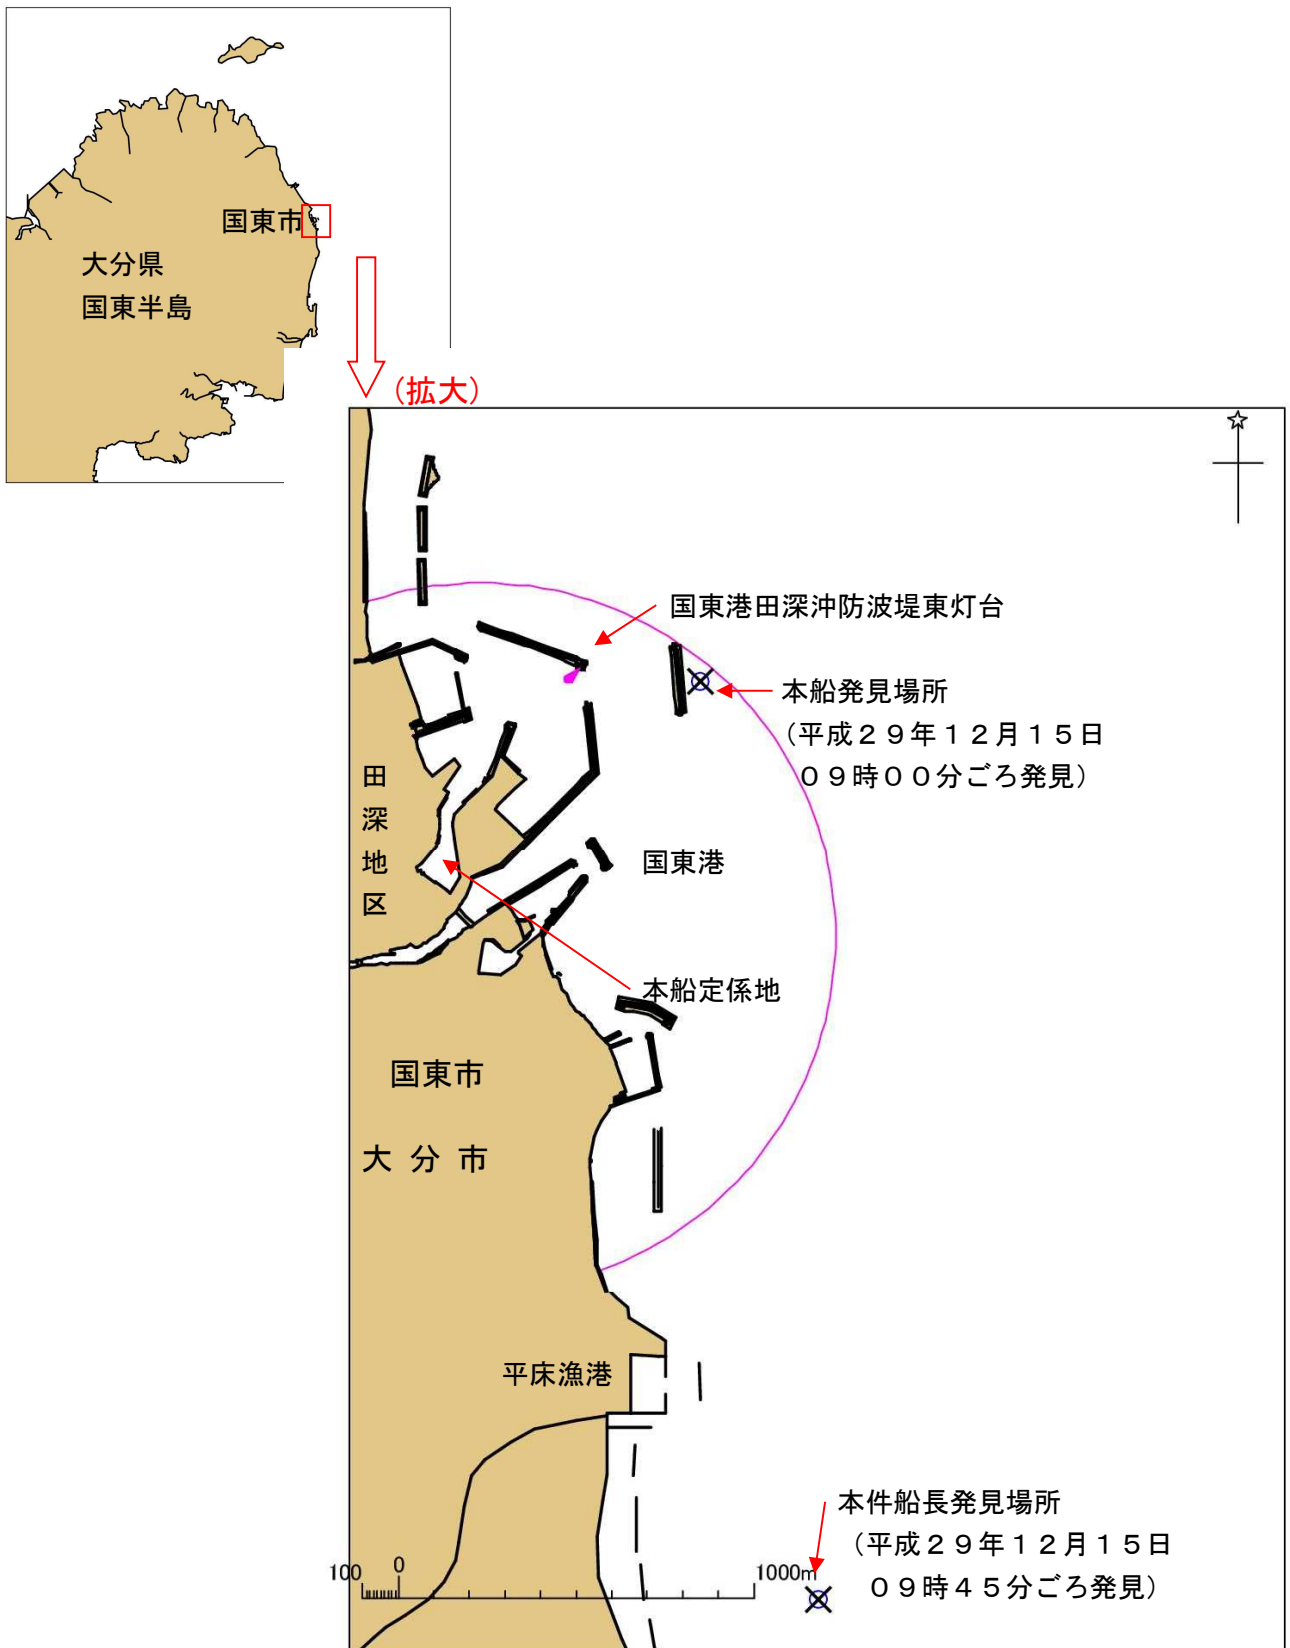 国東市
大分県
国東半島
（拡大）
国東港田深沖防波堤東灯台
本船発見場所
（平成２９年１２月１５日
０９時００分ごろ発見）
田深地区
国東港
本船定係地
国東市
大分市
平床漁港
本件船長発見場所
（平成２９年１２月１５日
０９時４５分ごろ発見）
100 0 1000m